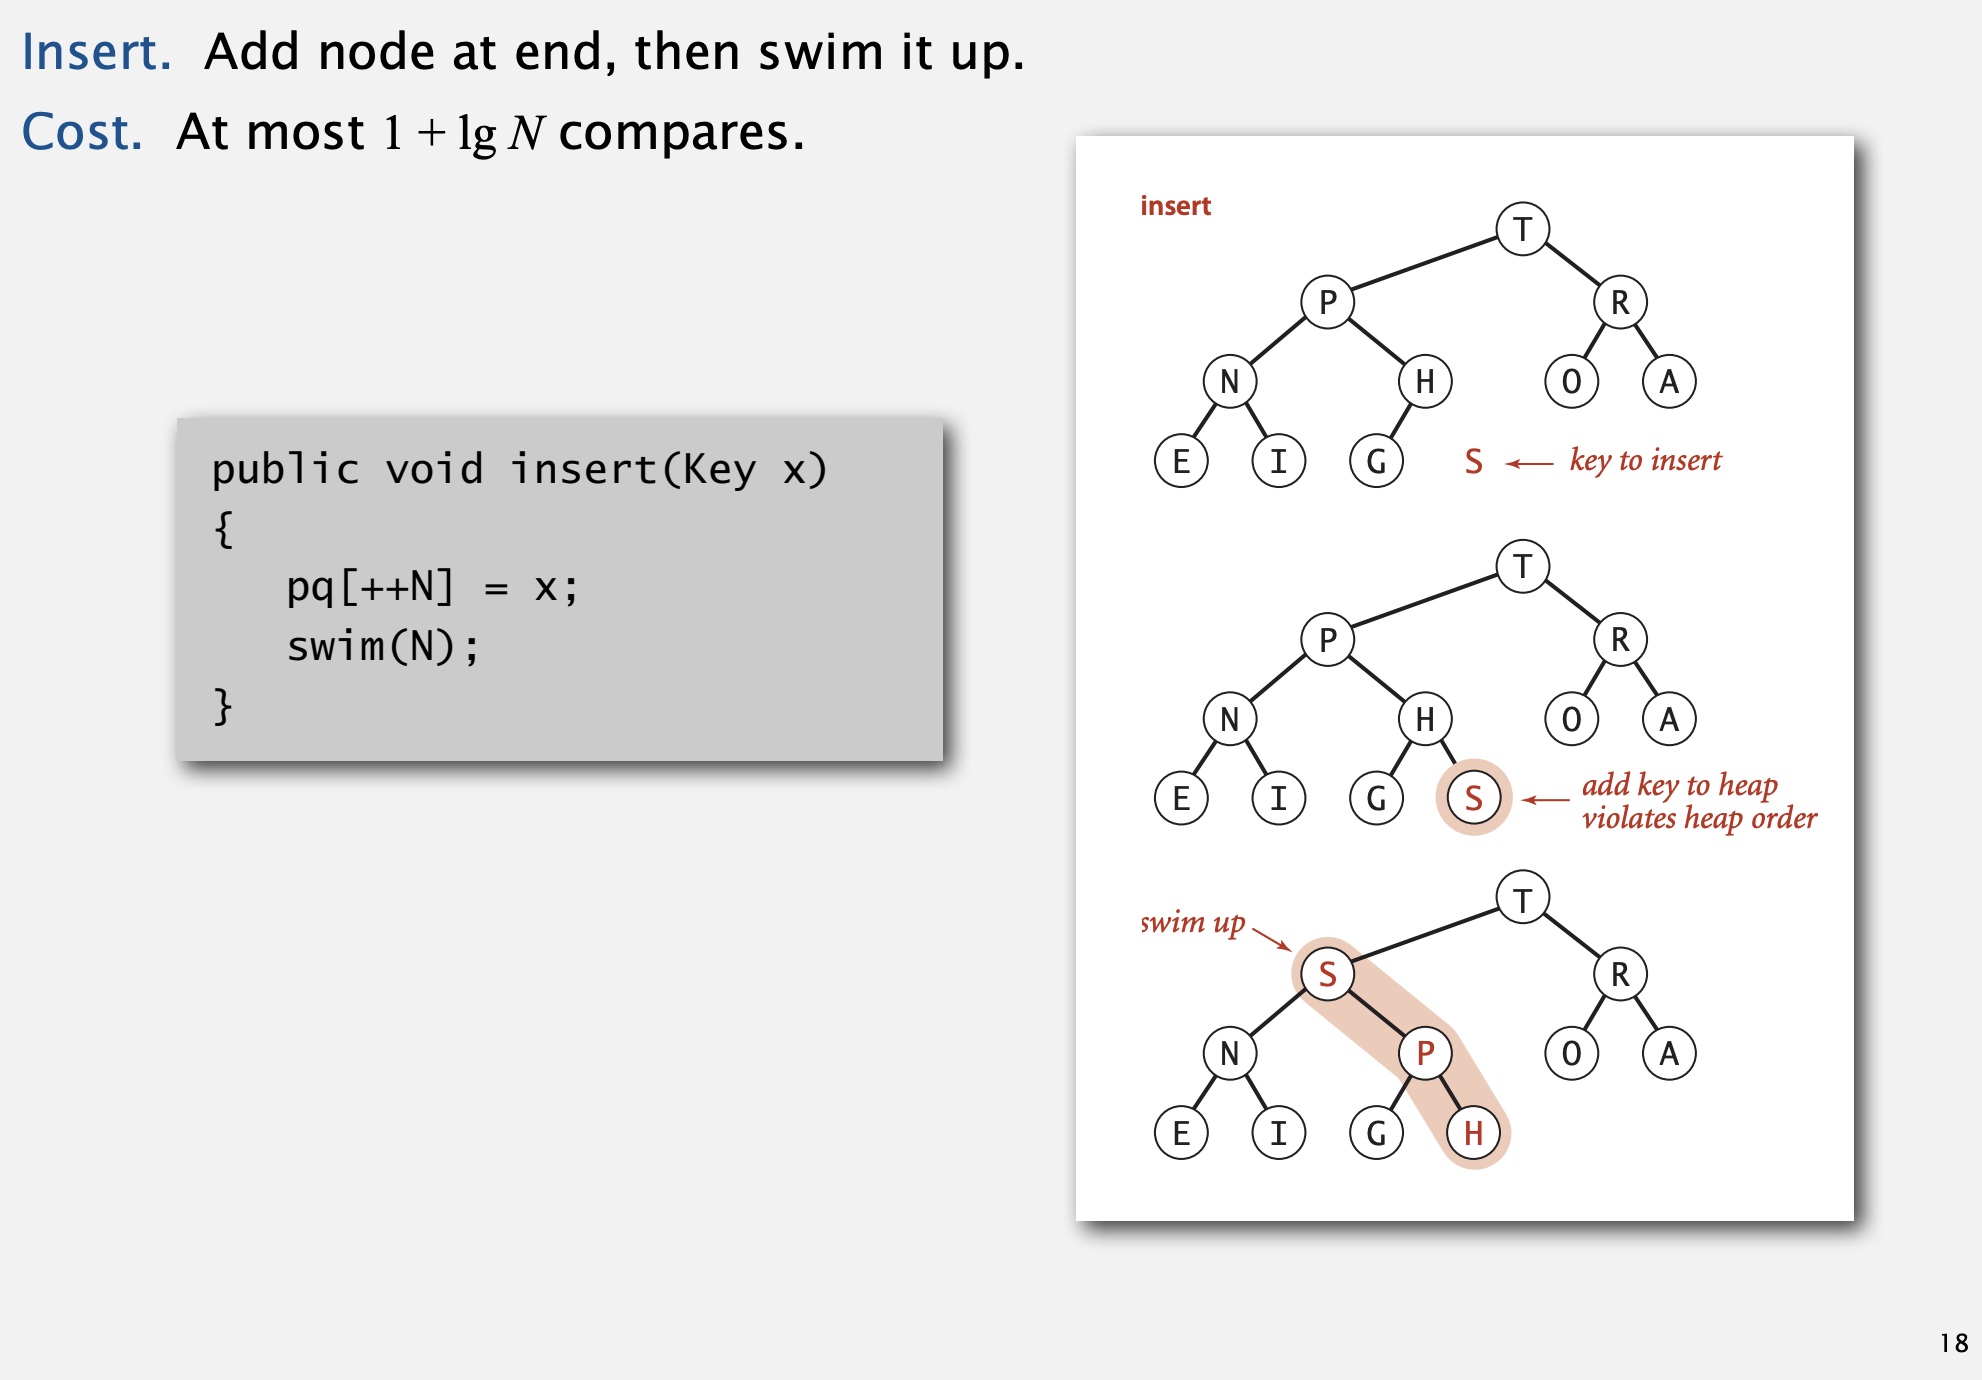 Insert. Add node at end, then swim it up.
Cost. At most 1 + lg N compares.
public void insert(Key x)
{
   pq[++N] = x;
   swim(N);
}
insert
T
P R
N H O A
E I G S ← key to insert
T
P R
N H O A
E I G S ← add key to heap
violates heap order
T
swim up
S R
N P O A
E I G H
18